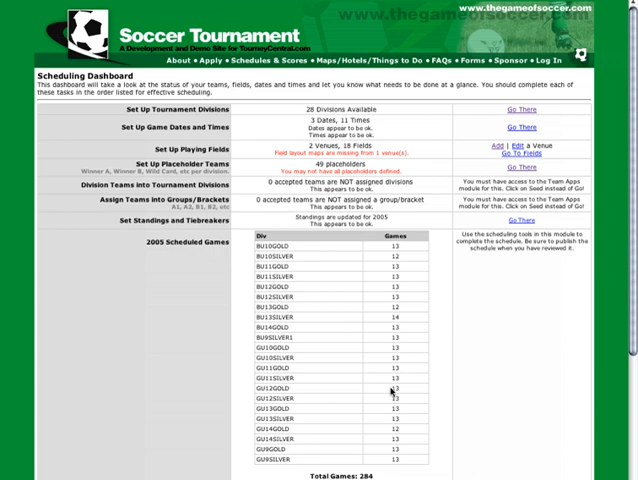 www.thegameofsoccer.com
www.thegameofsoccer.com
Soccer Tournament
A Development and Demo Site for TourneyCentral.com
About • Apply • Schedules & Scores • Maps/Hotels/Things to Do • FAQs • Forms • Sponsor • Log In
Scheduling Dashboard
This dashboard will take a look at the status of your teams, fields, dates and times and let you know what needs to be done at a glance. You should complete each of these tasks in the order listed for effective scheduling.
Set Up Tournament Divisions 28 Divisions Available Go There
Set Up Game Dates and Times 3 Dates, 11 Times Go There
Dates appear to be ok.
Times appear to be ok.
Set Up Playing Fields 2 Venues, 18 Fields Add | Edit a Venue
Field layout maps are missing from 1 venue(s). Go To Fields
Set Up Placeholder Teams 49 placeholders Go There
Winner A, Winner B, Wild Card, etc per division. You may not have all placeholders defined.
Division Teams into Tournament Divisions 0 accepted teams are NOT assigned divisions You must have access to the Team Apps
This appears to be ok. module for this. Click on Seed instead of Go!
Assign Teams into Groups/Brackets 0 accepted teams are NOT assigned a group/bracket You must have access to the Team Apps
A1, A2, B1, B2, etc This appears to be ok. module for this. Click on Seed instead of Go!
Set Standings and Tiebreakers Standings are updated for 2005 Go There
This appears to be ok.
2005 Scheduled Games Use the scheduling tools in this module to
complete the schedule. Be sure to publish the
schedule when you have reviewed it.
Div Games
BU10GOLD 13
BU10SILVER 12
BU11GOLD 13
BU11SILVER 13
BU12GOLD 13
BU12SILVER 13
BU13GOLD 12
BU13SILVER 14
BU14GOLD 13
BU9SILVER1 13
GU10GOLD 13
GU10SILVER 13
GU11GOLD 13
GU11SILVER 13
GU12GOLD 13
GU12SILVER 13
GU13GOLD 13
GU13SILVER 13
GU14GOLD 12
GU14SILVER 13
GU9GOLD 13
GU9SILVER 13
Total Games: 284